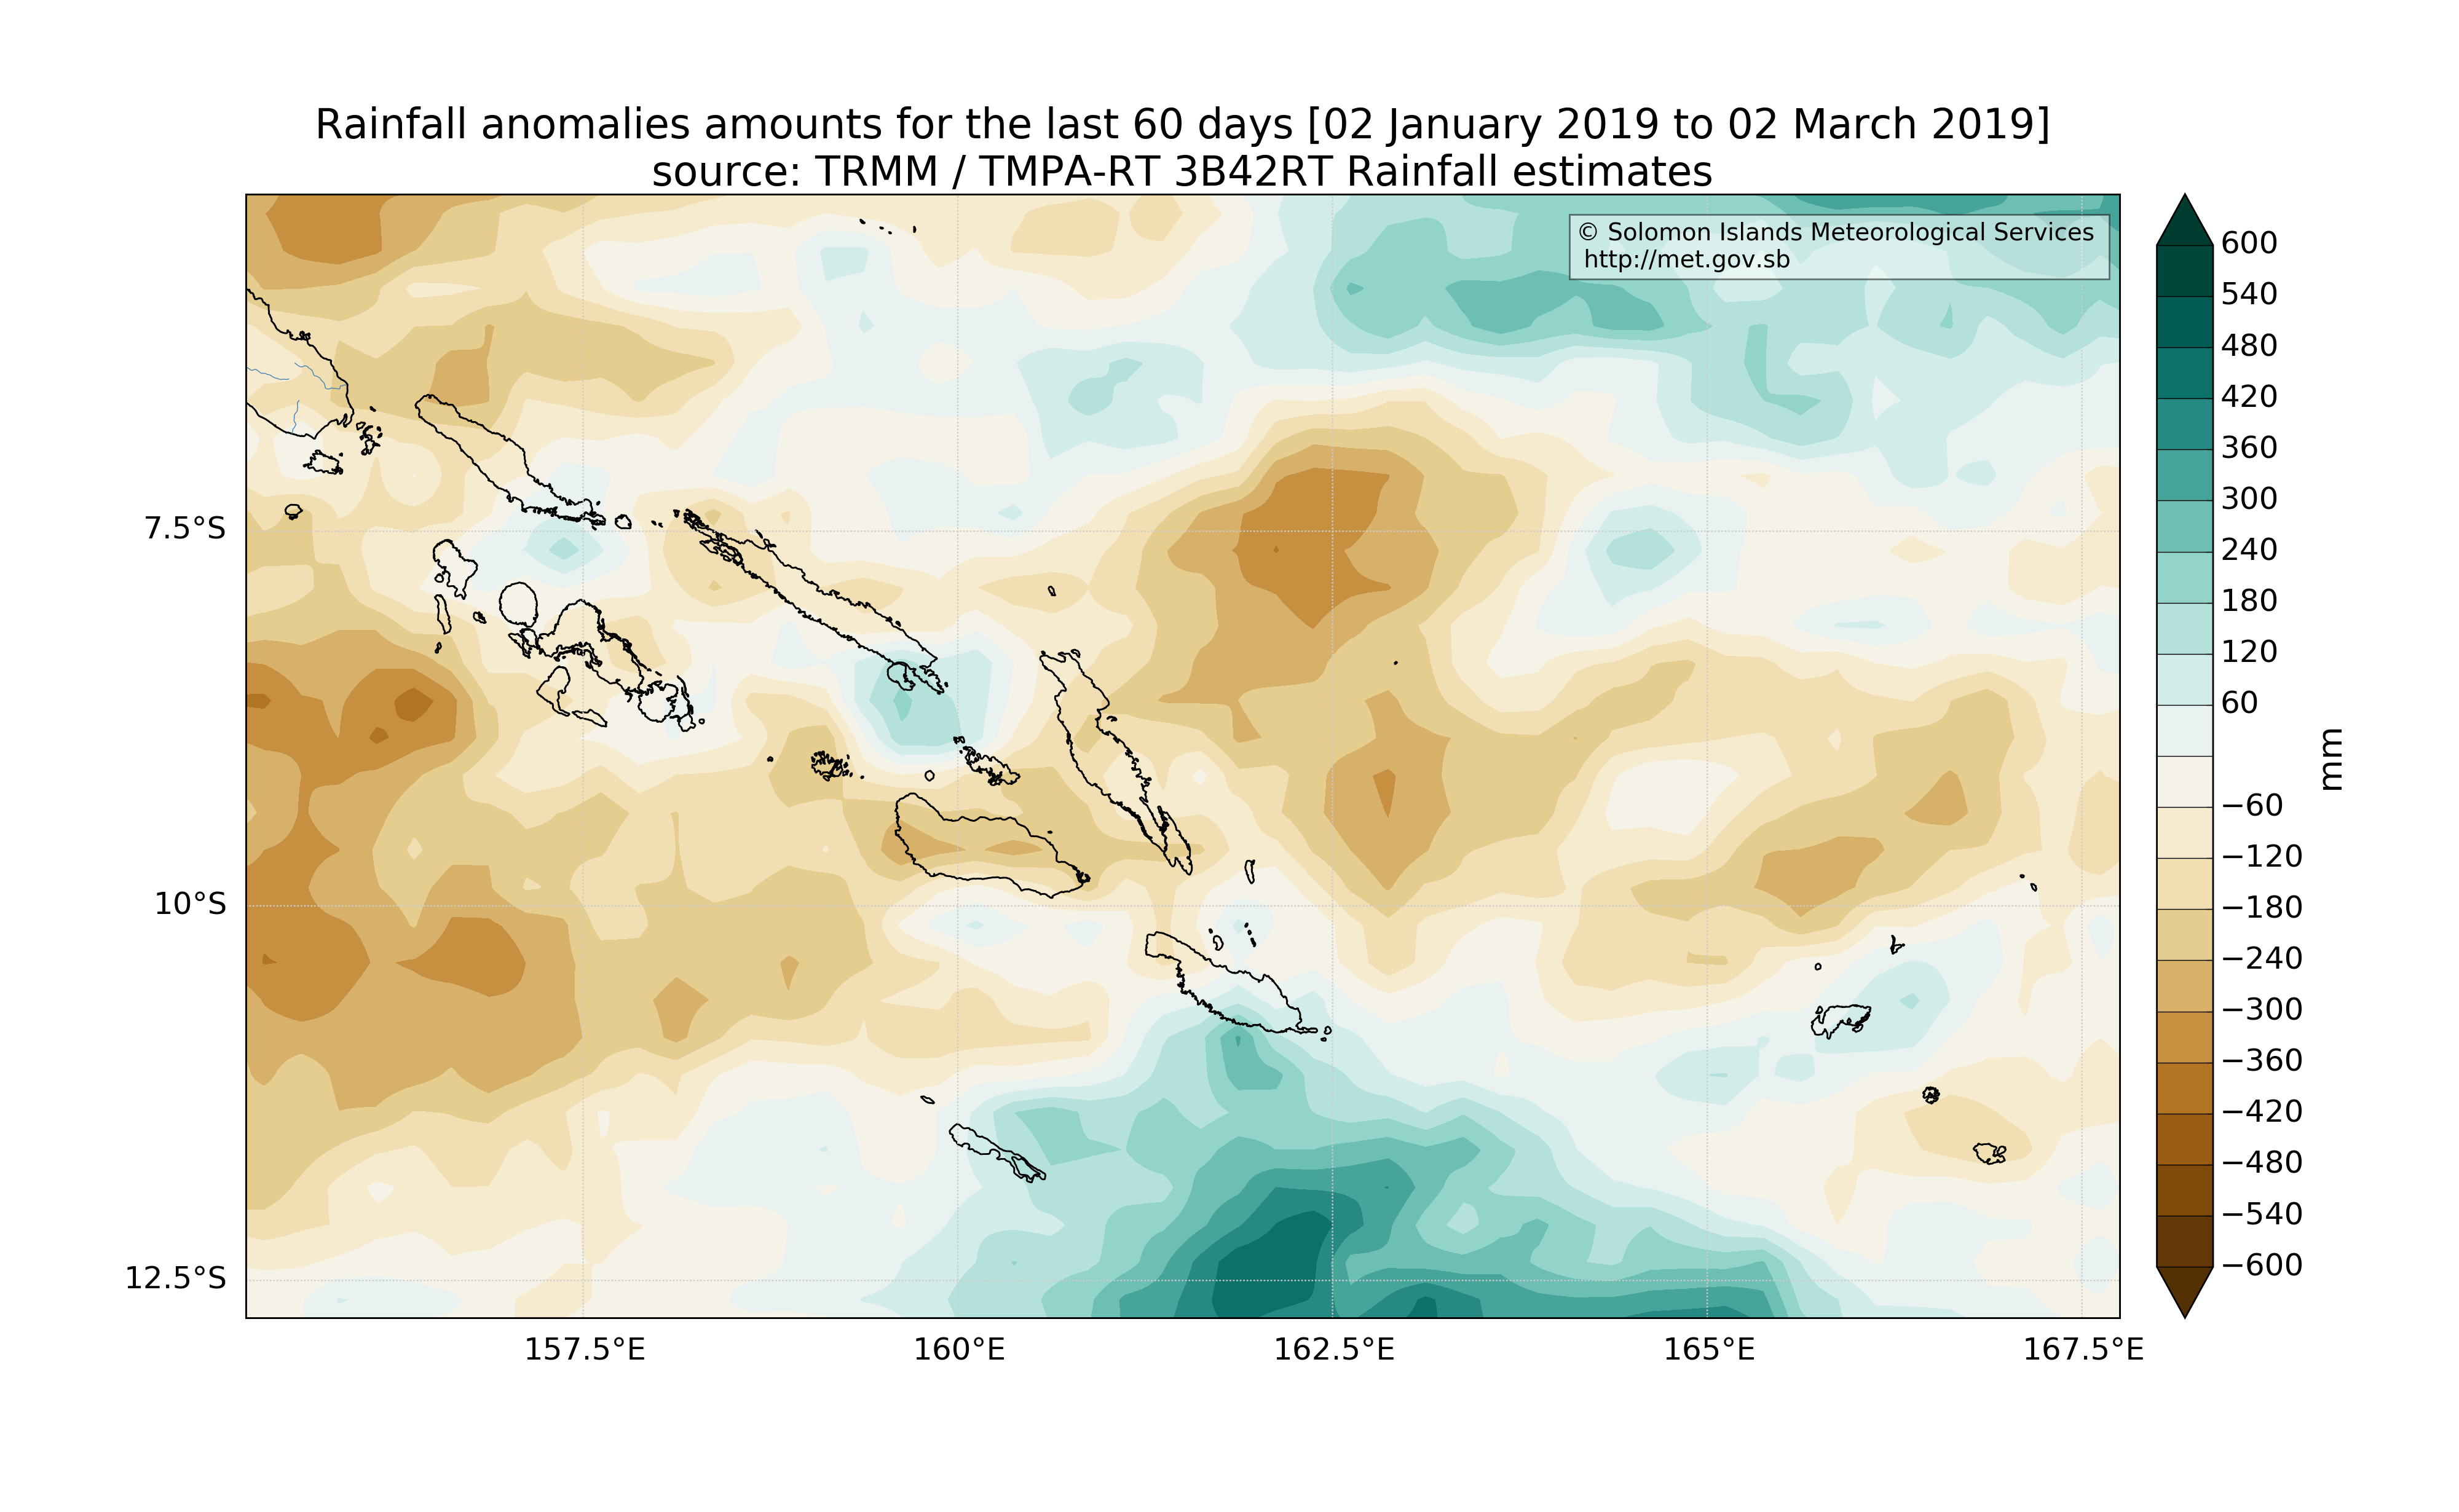 Rainfall anomalies amounts for the last 60 days [02 January 2019 to 02 March 2019]
source: TRMM / TMPA-RT 3B42RT Rainfall estimates
© Solomon Islands Meteorological Services
http://met.gov.sb
7.5°S
10°S
12.5°S
157.5°E
160°E
162.5°E
165°E
167.5°E
600
540
480
420
360
300
240
180
120
60
−60
−120
−180
−240
−300
−360
−420
−480
−540
−600
mm